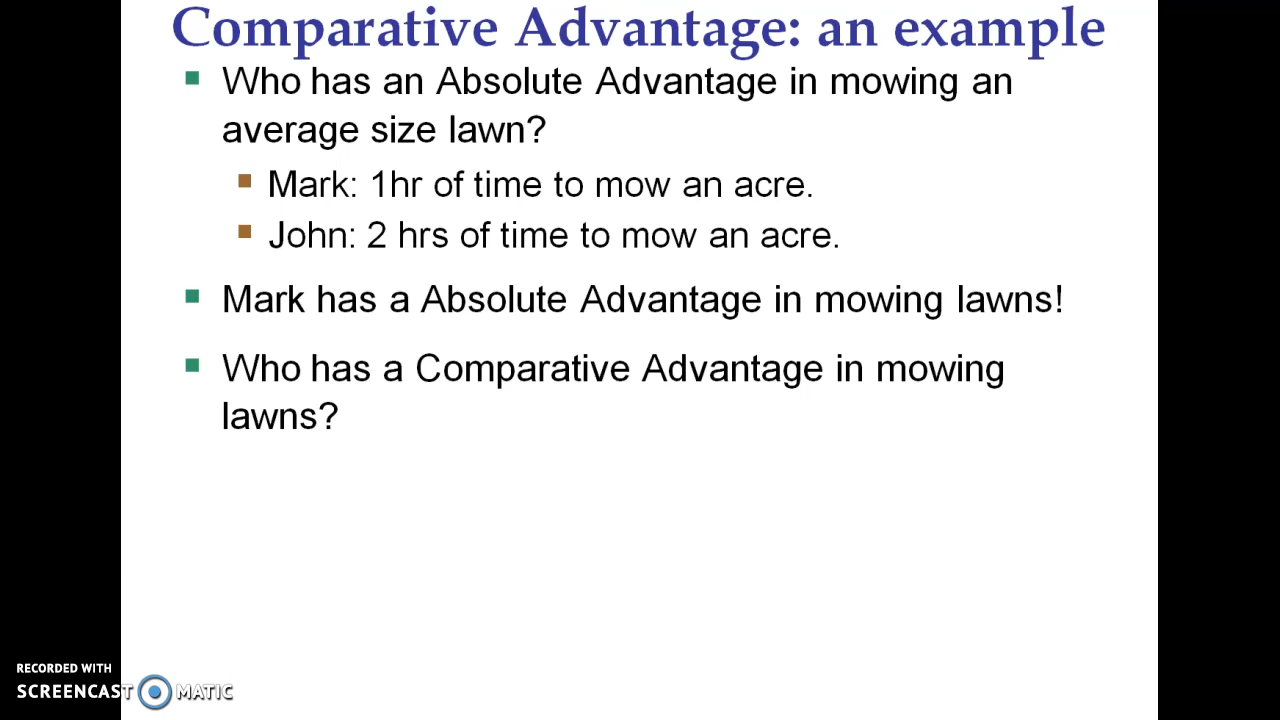 Comparative Advantage: an example
Who has an Absolute Advantage in mowing an
average size lawn?
Mark: 1hr of time to mow an acre.
John: 2 hrs of time to mow an acre.
Mark has a Absolute Advantage in mowing lawns!
Who has a Comparative Advantage in mowing
lawns?
RECORDED WITH
SCREENCAST MATIC